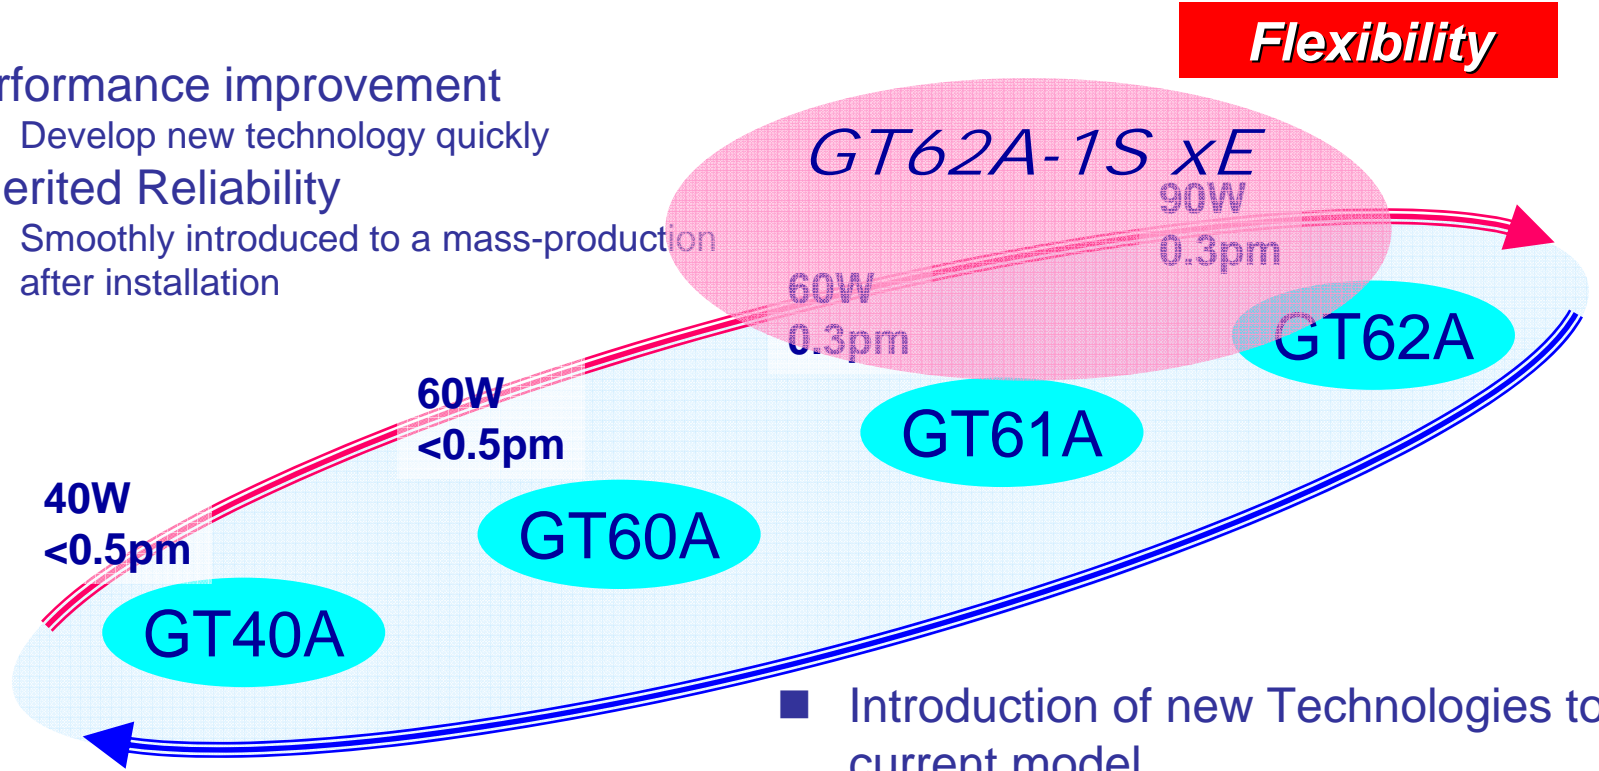 Flexibility
rformance improvement
Develop new technology quickly
erited Reliability
Smoothly introduced to a mass-production
after installation
GT62A-1S xE
90W
0.3pm
60W
0.3pm
GT62A
60W
<0.5pm
GT61A
40W
<0.5pm
GT60A
GT40A
■ Introduction of new Technologies to
current model